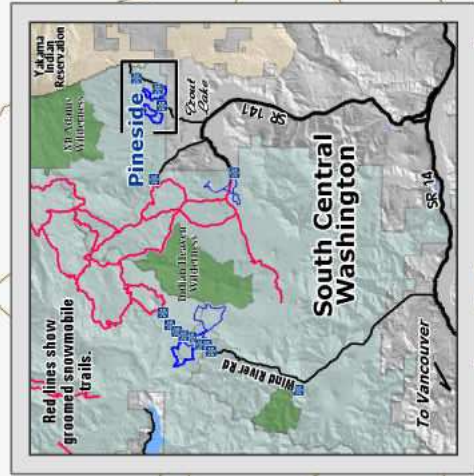 Red lines show
groomed snowmobile
trails.
Mt Adams
Wilderness
Yakama
Indian
Reservation
Pineside
Trout
Lake
Indian Heaven
Wilderness
SR 141
Wind River Rd
South Central
Washington
SR 14
To Vancouver